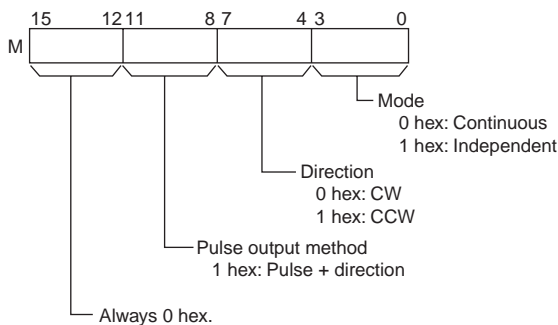 15 12 11 8 7 4 3 0
M
Mode
0 hex: Continuous
1 hex: Independent
Direction
0 hex: CW
1 hex: CCW
Pulse output method
1 hex: Pulse + direction
Always 0 hex.